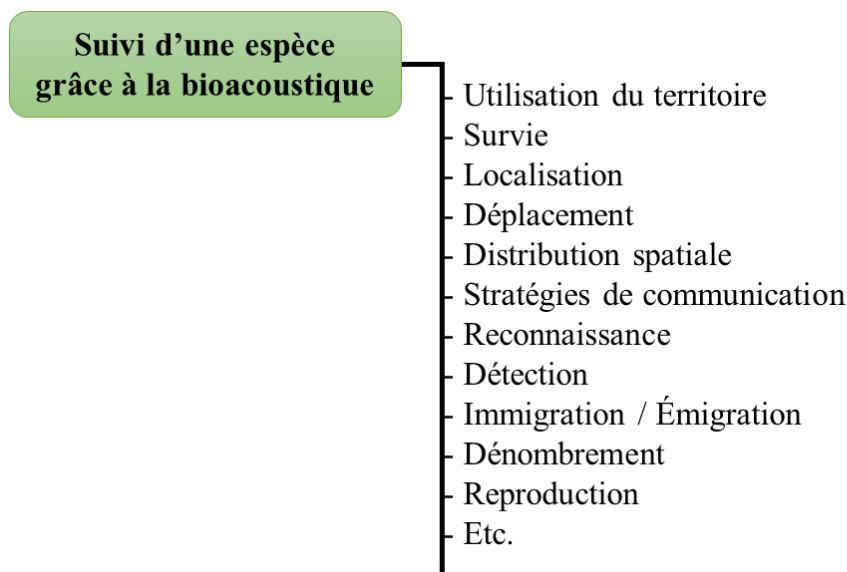 Suivi d’une espèce
grâce à la bioacoustique
- Utilisation du territoire
- Survie
- Localisation
- Déplacement
- Distribution spatiale
- Stratégies de communication
- Reconnaissance
- Détection
- Immigration / Émigration
- Dénombrement
- Reproduction
- Etc.